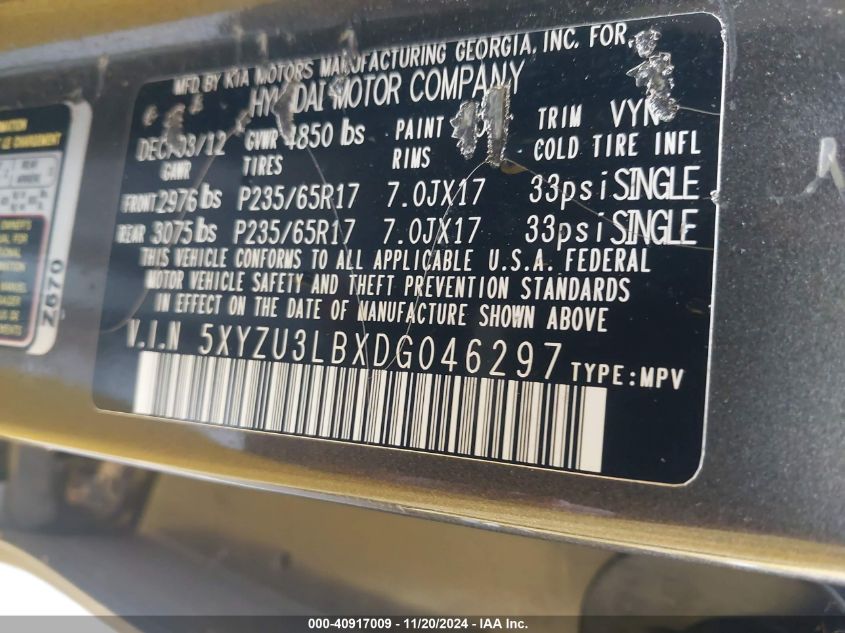 MFD BY KIA MOTORS MANUFACTURING GEORGIA, INC. FOR
HYUNDAI MOTOR COMPANY
DEC/03/12 GVWR 4850 lbs PAINT TRIM VYN
GAWR TIRES RIMS COLD TIRE INFL
FRONT 2976 lbs P235/65R17 7.0JX17 33psi SINGLE
REAR 3075 lbs P235/65R17 7.0JX17 33psi SINGLE
THIS VEHICLE CONFORMS TO ALL APPLICABLE U.S.A. FEDERAL
MOTOR VEHICLE SAFETY AND THEFT PREVENTION STANDARDS
IN EFFECT ON THE DATE OF MANUFACTURE SHOWN ABOVE
V.I.N 5XYZU3LBXDG046297 TYPE:MPV
Z670
000-40917009 - 11/20/2024 - IAA Inc.